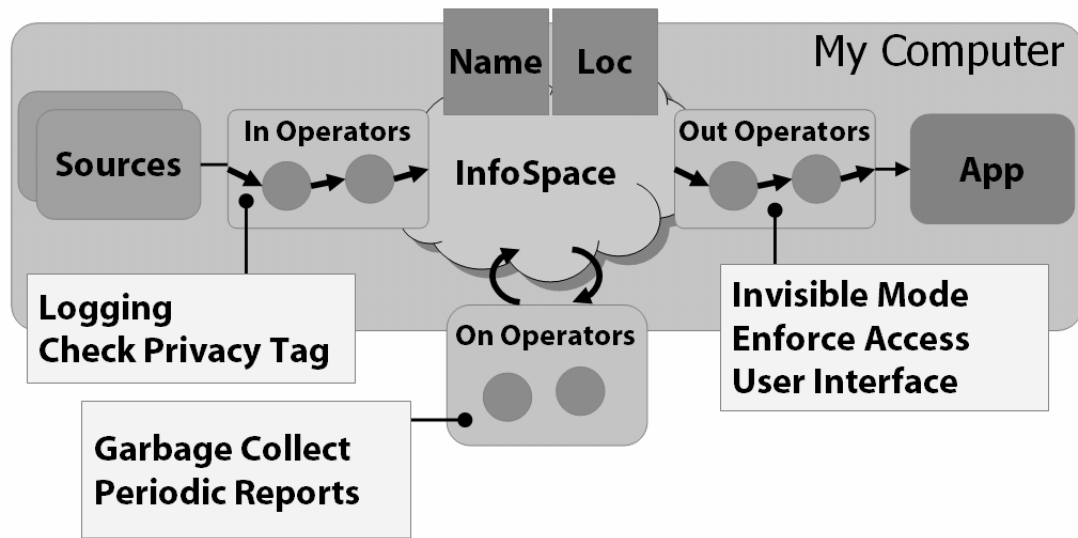 My Computer
Name
Loc
Sources
In Operators
InfoSpace
Out Operators
App
Logging
Check Privacy Tag
On Operators
Invisible Mode
Enforce Access
User Interface
Garbage Collect
Periodic Reports